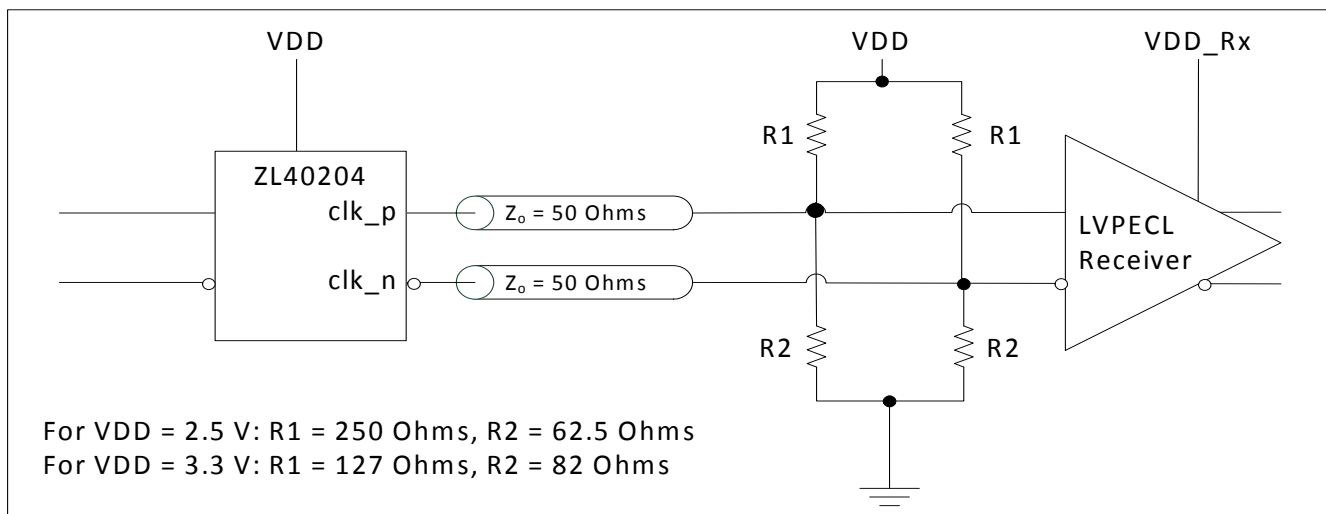 VDD
VDD
VDD_Rx
ZL40204
R1
R1
clk_p
Zo = 50 Ohms
LVPECL
Receiver
clk_n
Zo = 50 Ohms
R2
R2
For VDD = 2.5 V: R1 = 250 Ohms, R2 = 62.5 Ohms
For VDD = 3.3 V: R1 = 127 Ohms, R2 = 82 Ohms